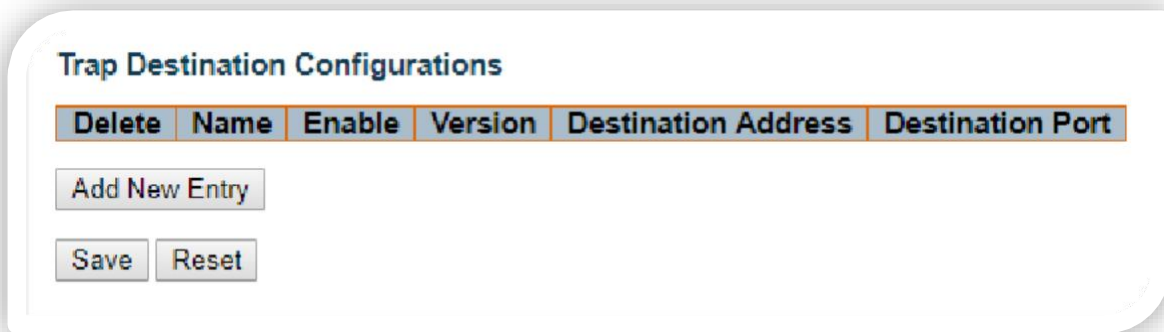 Trap Destination Configurations
Delete Name Enable Version Destination Address Destination Port
Add New Entry
Save Reset